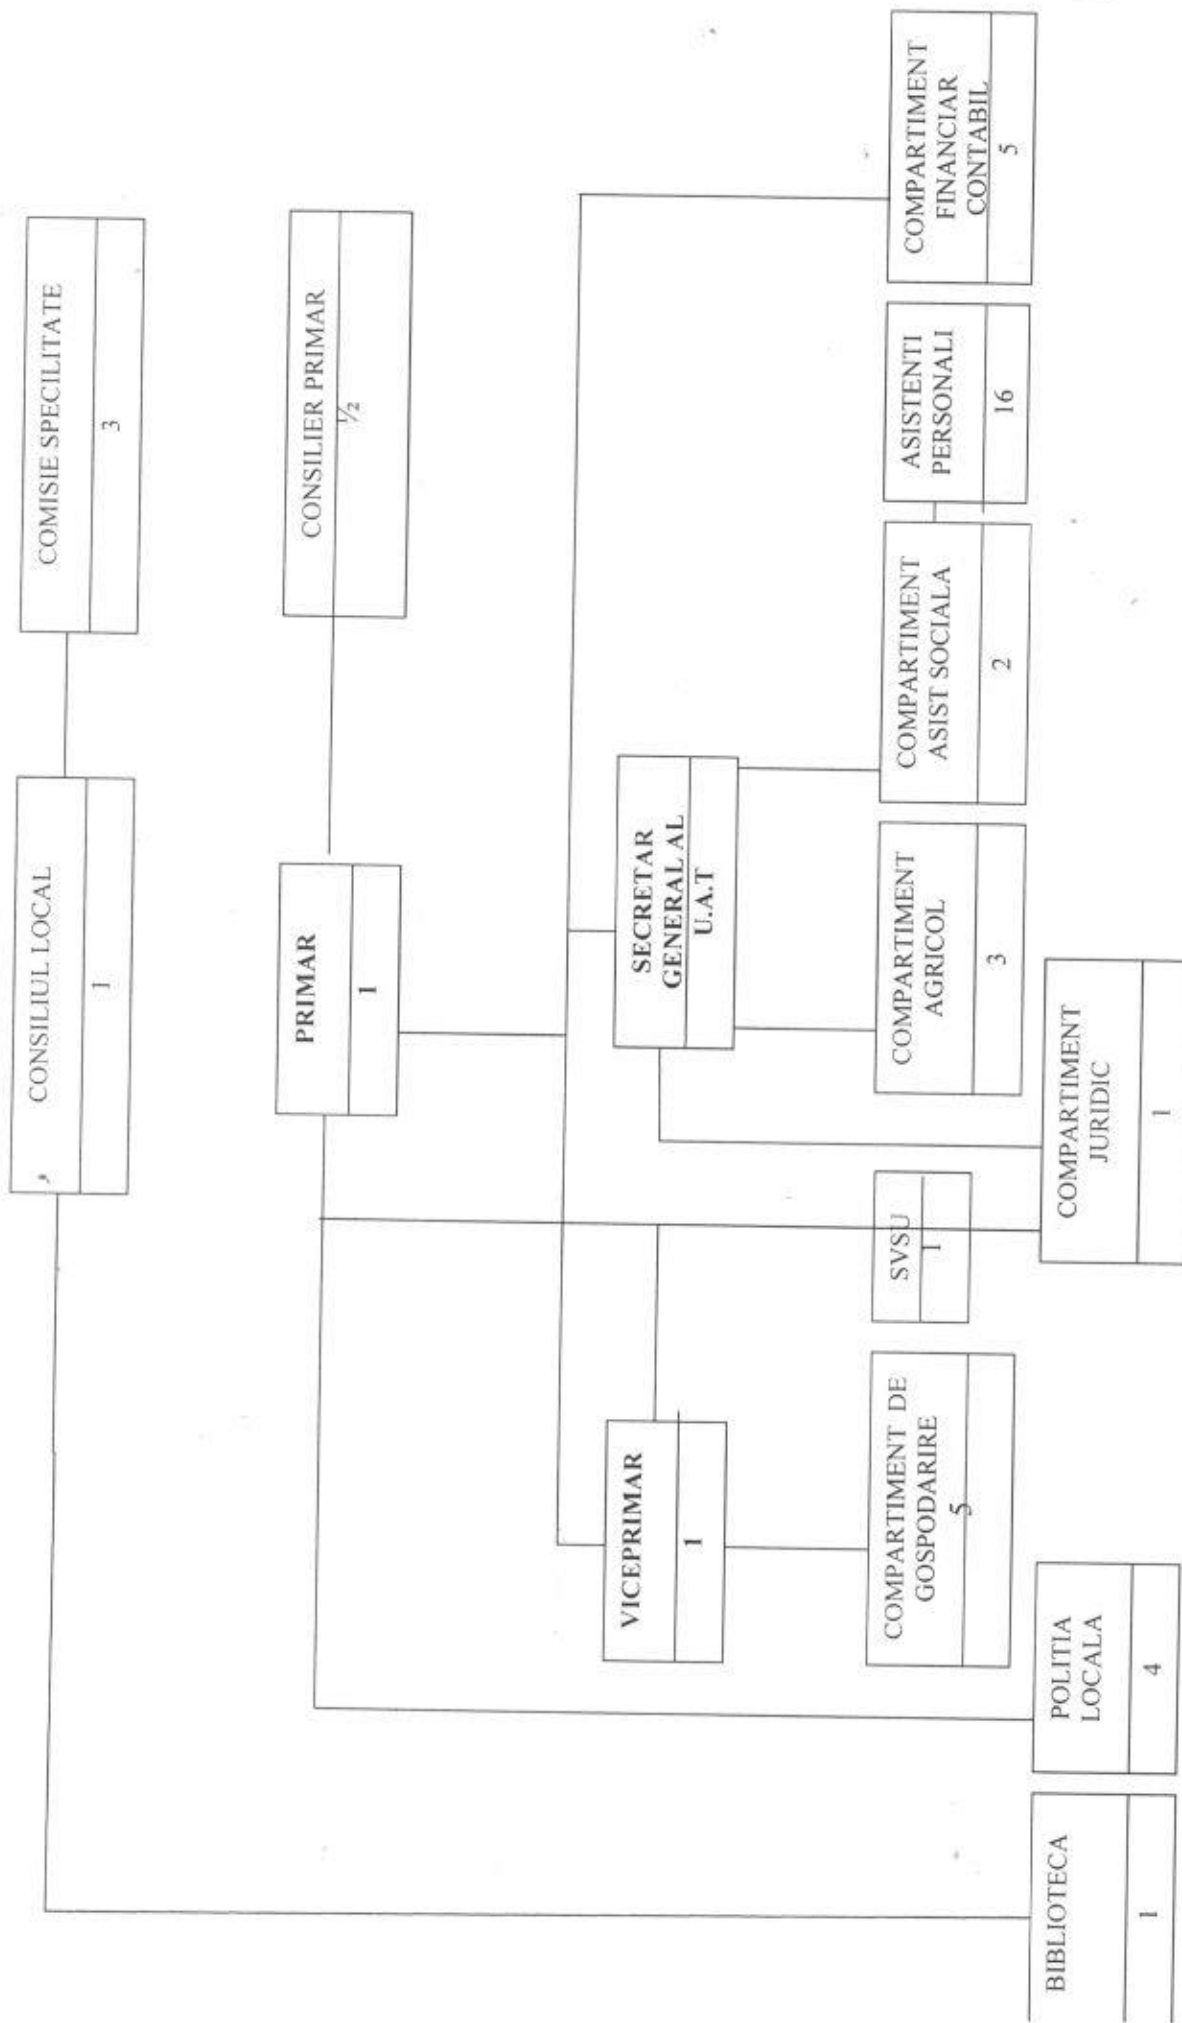 CONSILIUL LOCAL
1
COMISIE SPECILITATE
3
PRIMAR
1
CONSILIER PRIMAR
½
VICEPRIMAR
1
SECRETAR
GENERAL AL
U.A.T
COMPARTIMENT DE
GOSPODARIRE
5
SVSU
1
COMPARTIMENT
AGRICOL
3
COMPARTIMENT
ASIST SOCIALA
2
ASISTENTI
PERSONALI
16
COMPARTIMENT
FINANCIAR
CONTABIL
5
BIBLIOTECA
1
POLITIA
LOCALA
4
COMPARTIMENT
JURIDIC
1